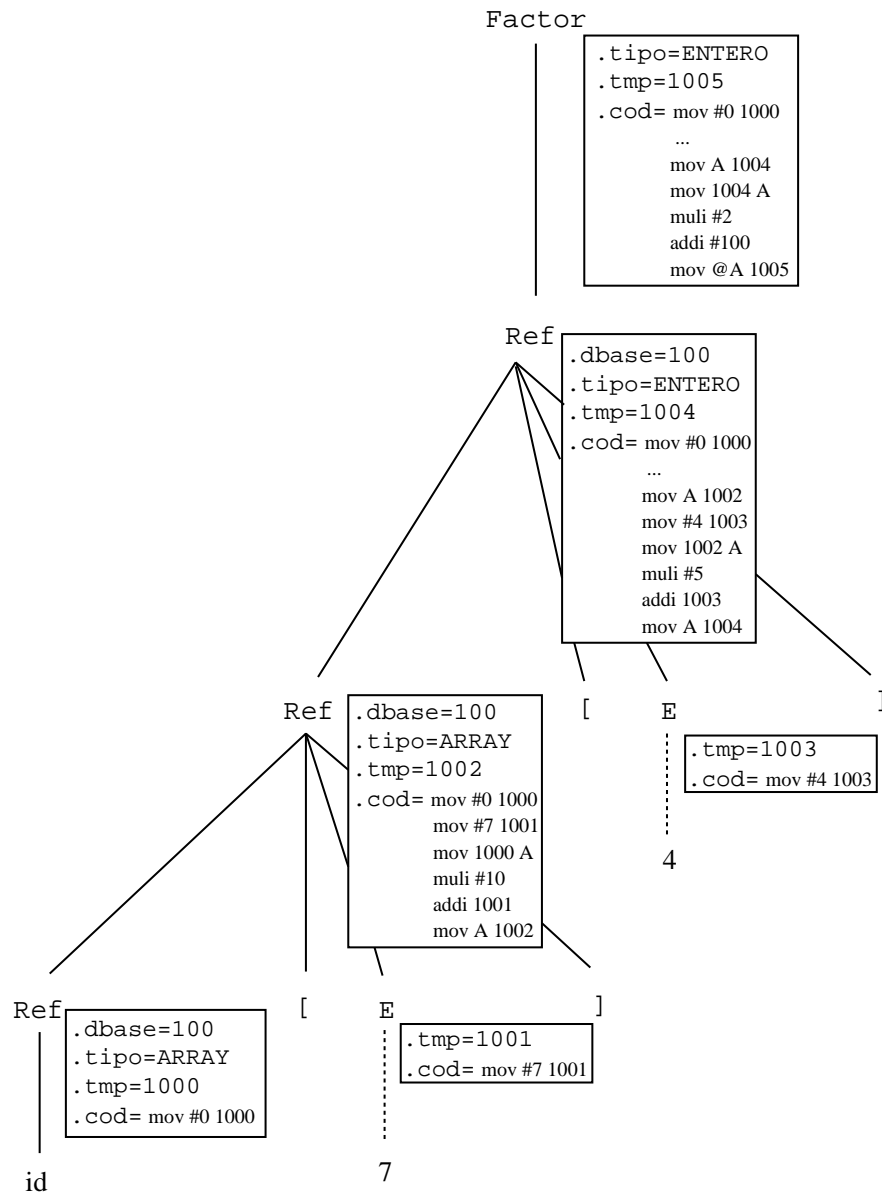 Factor
.tipo=ENTERO
.tmp=1005
.cod= mov #0 1000
...
mov A 1004
mov 1004 A
muli #2
addi #100
mov @A 1005
Ref
.dbase=100
.tipo=ENTERO
.tmp=1004
.cod= mov #0 1000
...
mov A 1002
mov #4 1003
mov 1002 A
muli #5
addi 1003
mov A 1004
Ref
.dbase=100
.tipo=ARRAY
.tmp=1002
.cod= mov #0 1000
mov #7 1001
mov 1000 A
muli #10
addi 1001
mov A 1002
[ E ]
.tmp=1003
.cod= mov #4 1003
4
Ref
.dbase=100
.tipo=ARRAY
.tmp=1000
.cod= mov #0 1000
[ E ]
.tmp=1001
.cod= mov #7 1001
id
7